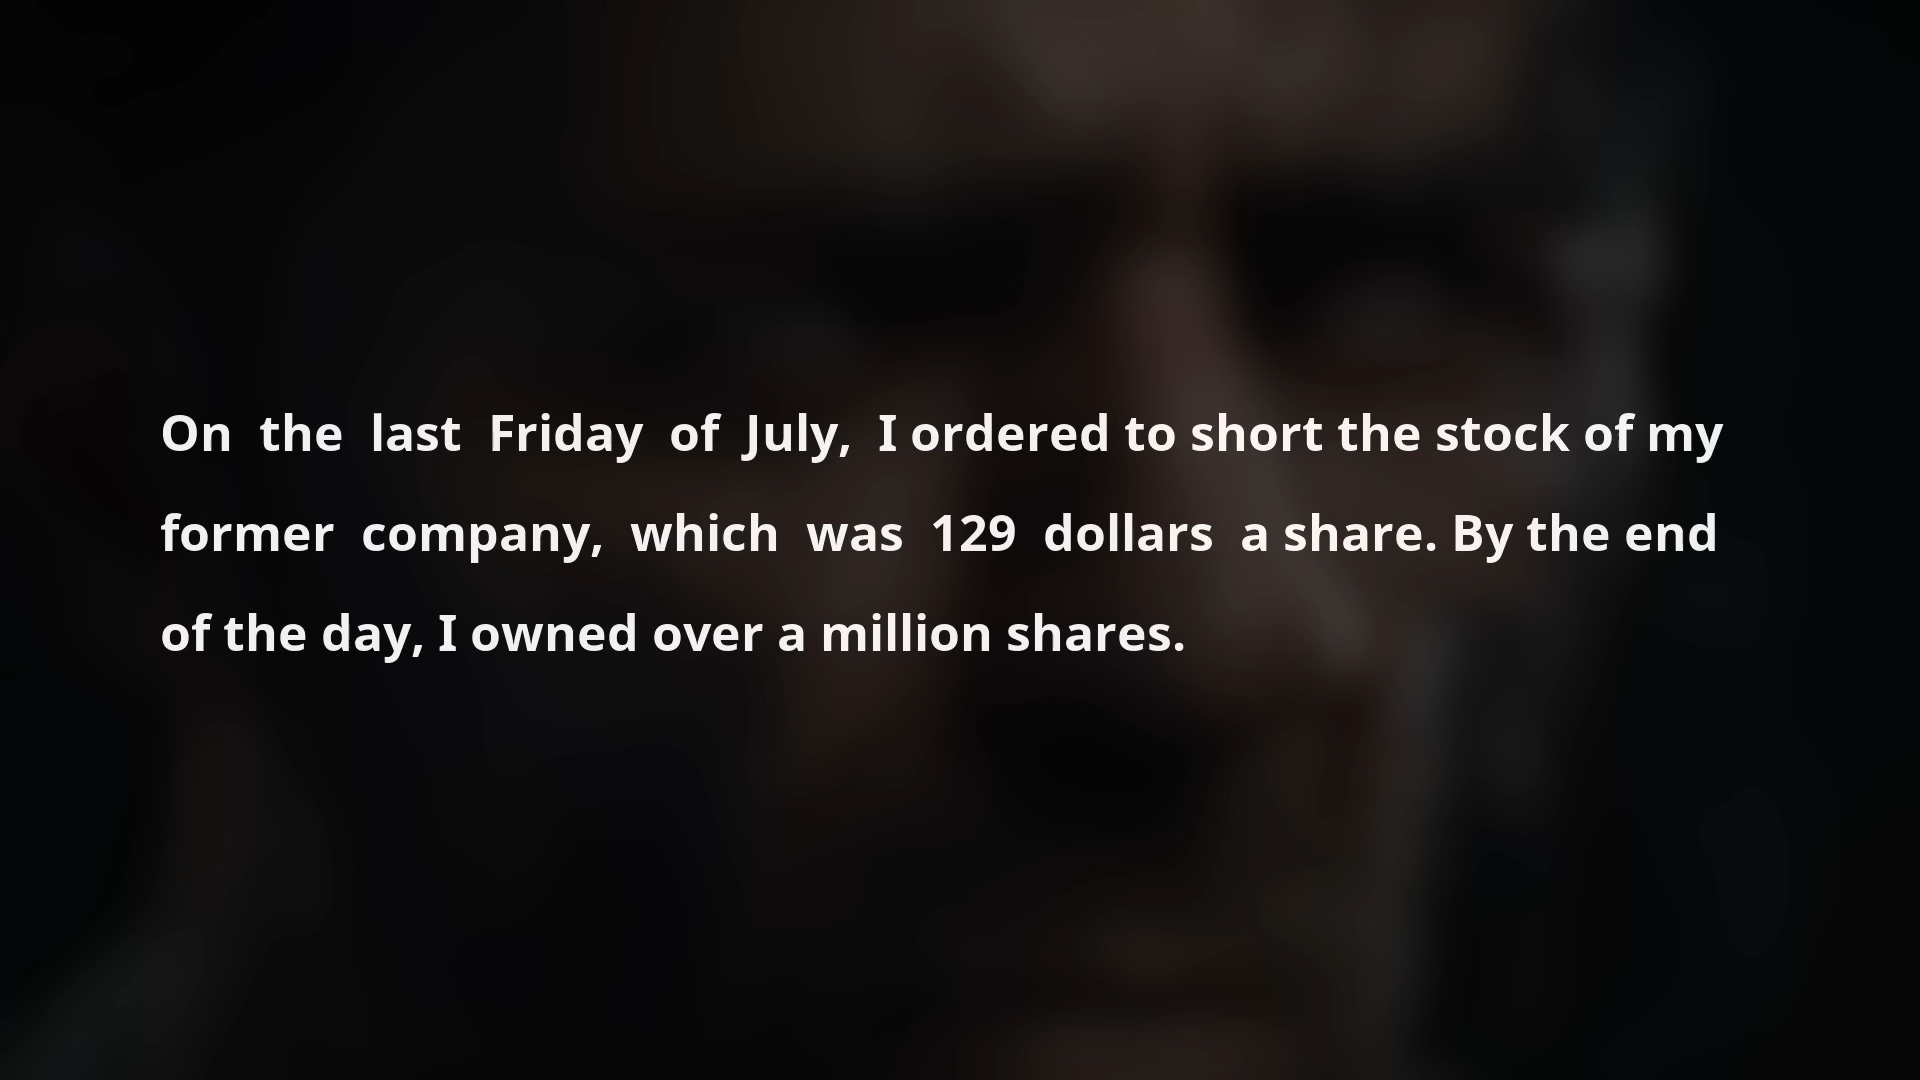 On the last Friday of July, I ordered to short the stock of my
former company, which was 129 dollars a share. By the end
of the day, I owned over a million shares.